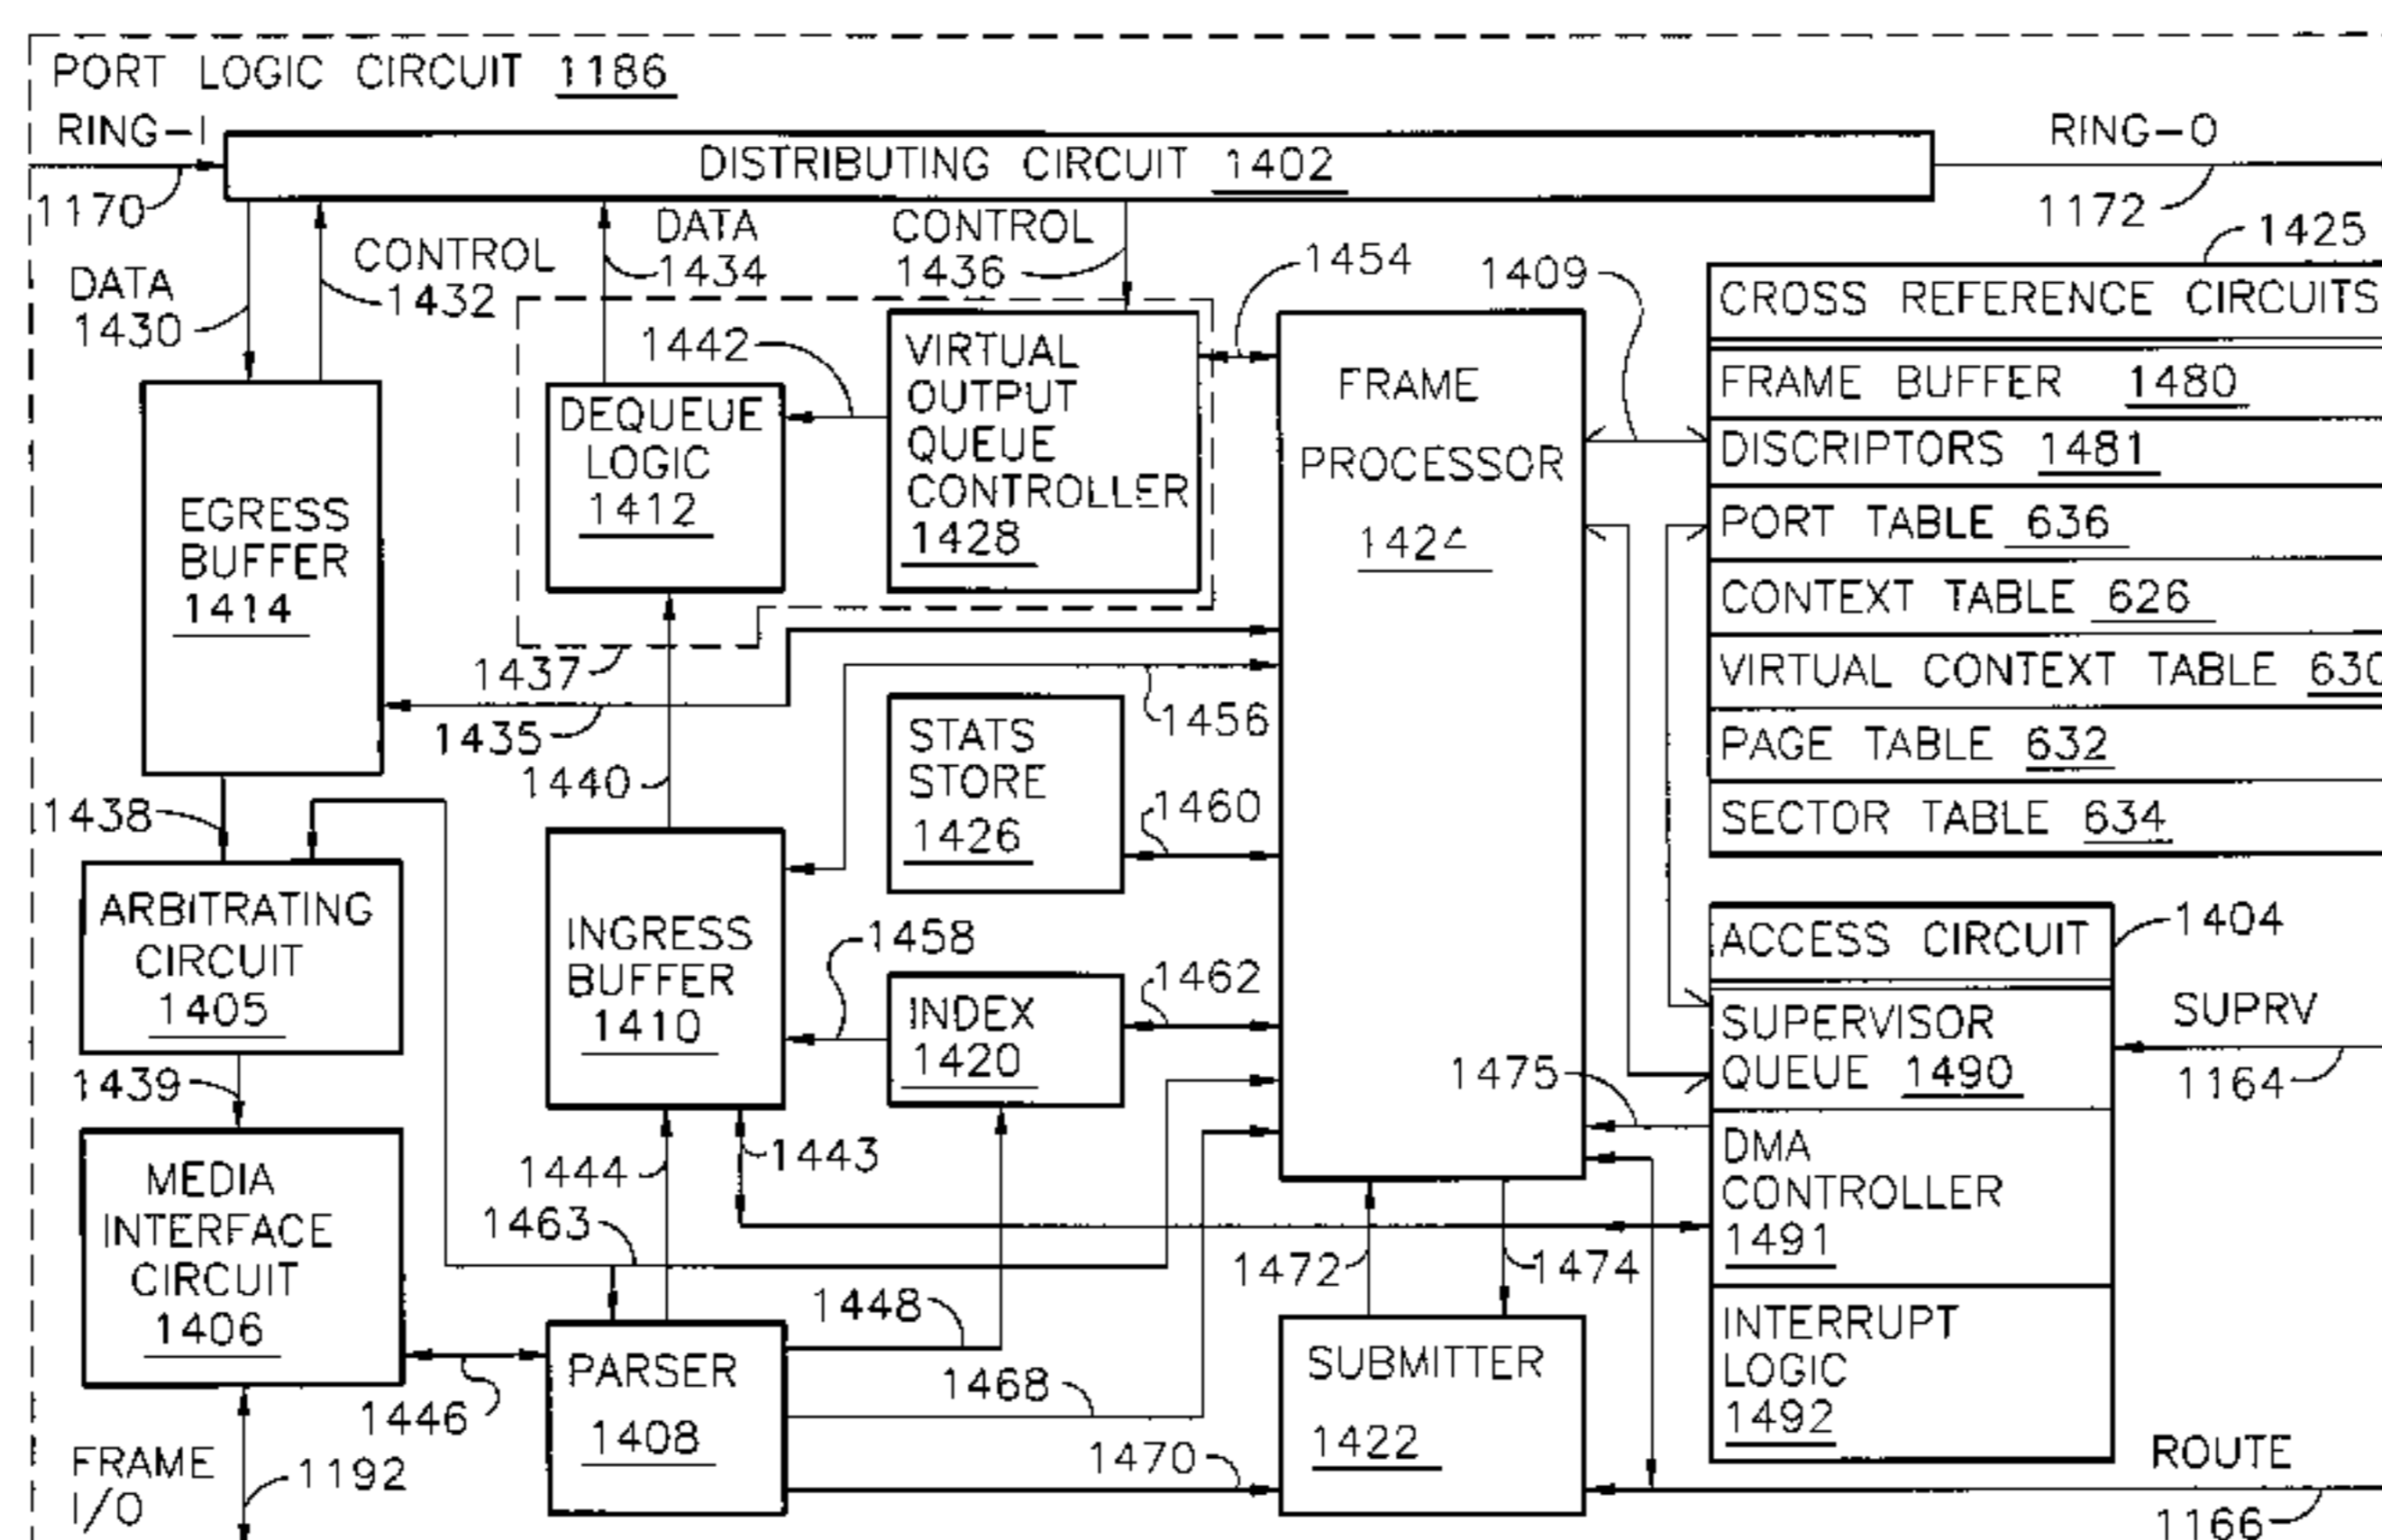 PORT LOGIC CIRCUIT 1186
RING-I
RING-O
DISTRIBUTING CIRCUIT 1402
1170
1172
DATA
1430
CONTROL
1432
DATA
1434
CONTROL
1436
1454
1409
1425
CROSS REFERENCE CIRCUITS
FRAME BUFFER 1480
DISCRIPTORS 1481
PORT TABLE 636
CONTEXT TABLE 626
VIRTUAL CONTEXT TABLE 630
PAGE TABLE 632
SECTOR TABLE 634
1442
VIRTUAL
OUTPUT
QUEUE
CONTROLLER
1428
DEQUEUE
LOGIC
1412
FRAME
PROCESSOR
1424
EGRESS
BUFFER
1414
1437
1435
1456
1440
STATS
STORE
1426
1460
1438
ARBITRATING
CIRCUIT
1405
INGRESS
BUFFER
1410
1458
1462
INDEX
1420
ACCESS CIRCUIT
1404
SUPERVISOR
QUEUE 1490
SUPRV
1164
1475
DMA
CONTROLLER
1491
INTERRUPT
LOGIC
1492
1439
MEDIA
INTERFACE
CIRCUIT
1406
1444
1443
1463
1472
1474
1448
1446
PARSER
1408
1468
1470
SUBMITTER
1422
ROUTE
1166
FRAME
I/O
1192